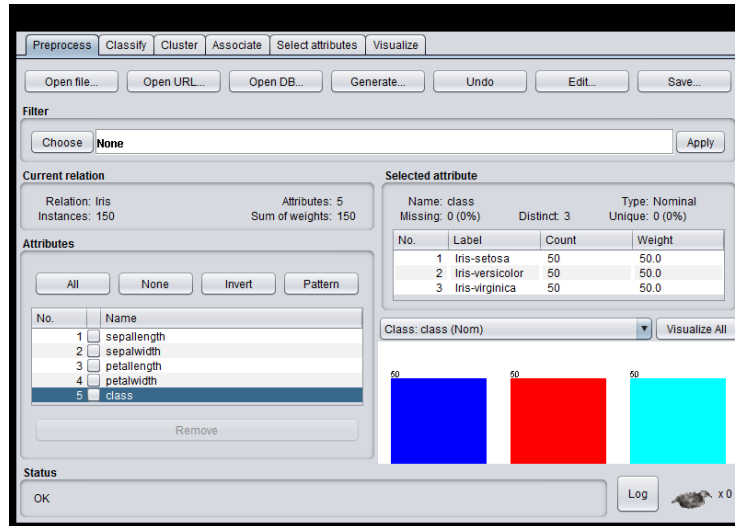 Preprocess Classify Cluster Associate Select attributes Visualize
Open file... Open URL... Open DB... Generate... Undo Edit... Save...
Filter
Choose None Apply
Current relation
Relation: Iris Attributes: 5
Instances: 150 Sum of weights: 150
Selected attribute
Name: class Type: Nominal
Missing: 0 (0%) Distinct: 3 Unique: 0 (0%)
No. Label Count Weight
1 Iris-setosa 50 50.0
2 Iris-versicolor 50 50.0
3 Iris-virginica 50 50.0
Attributes
All None Invert Pattern
No. Name
1 sepallength
2 sepalwidth
3 petallength
4 petalwidth
5 class
Remove
Class: class (Nom) Visualize All
50 50 50
Status
OK
Log x 0